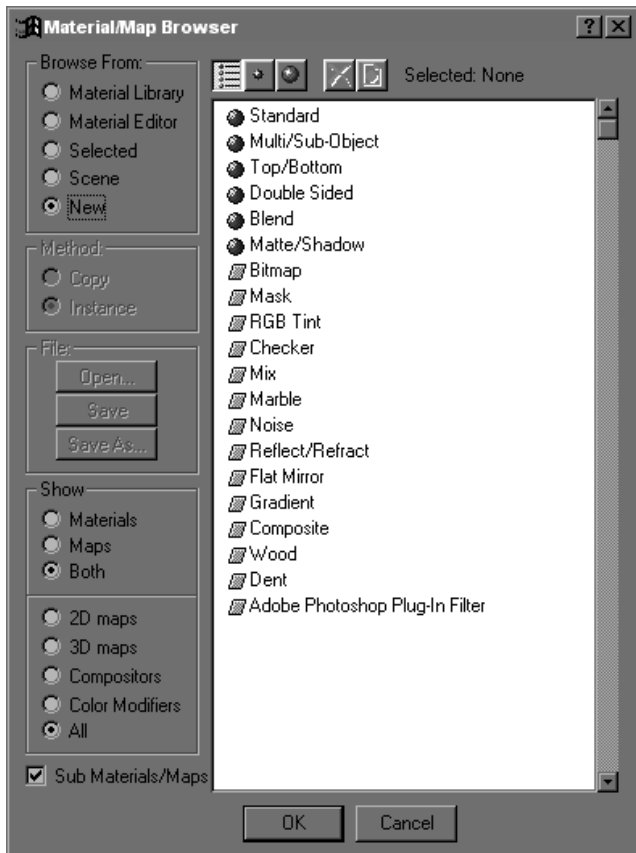 Material/Map Browser
Browse From:
Material Library
Material Editor
Selected
Scene
New
Method:
Copy
Instance
File:
Open...
Save
Save As...
Show
Materials
Maps
Both
2D maps
3D maps
Compositors
Color Modifiers
All
Sub Materials/Maps
Selected: None
Standard
Multi/Sub-Object
Top/Bottom
Double Sided
Blend
Matte/Shadow
Bitmap
Mask
RGB Tint
Checker
Mix
Marble
Noise
Reflect/Refract
Flat Mirror
Gradient
Composite
Wood
Dent
Adobe Photoshop Plug-In Filter
OK
Cancel